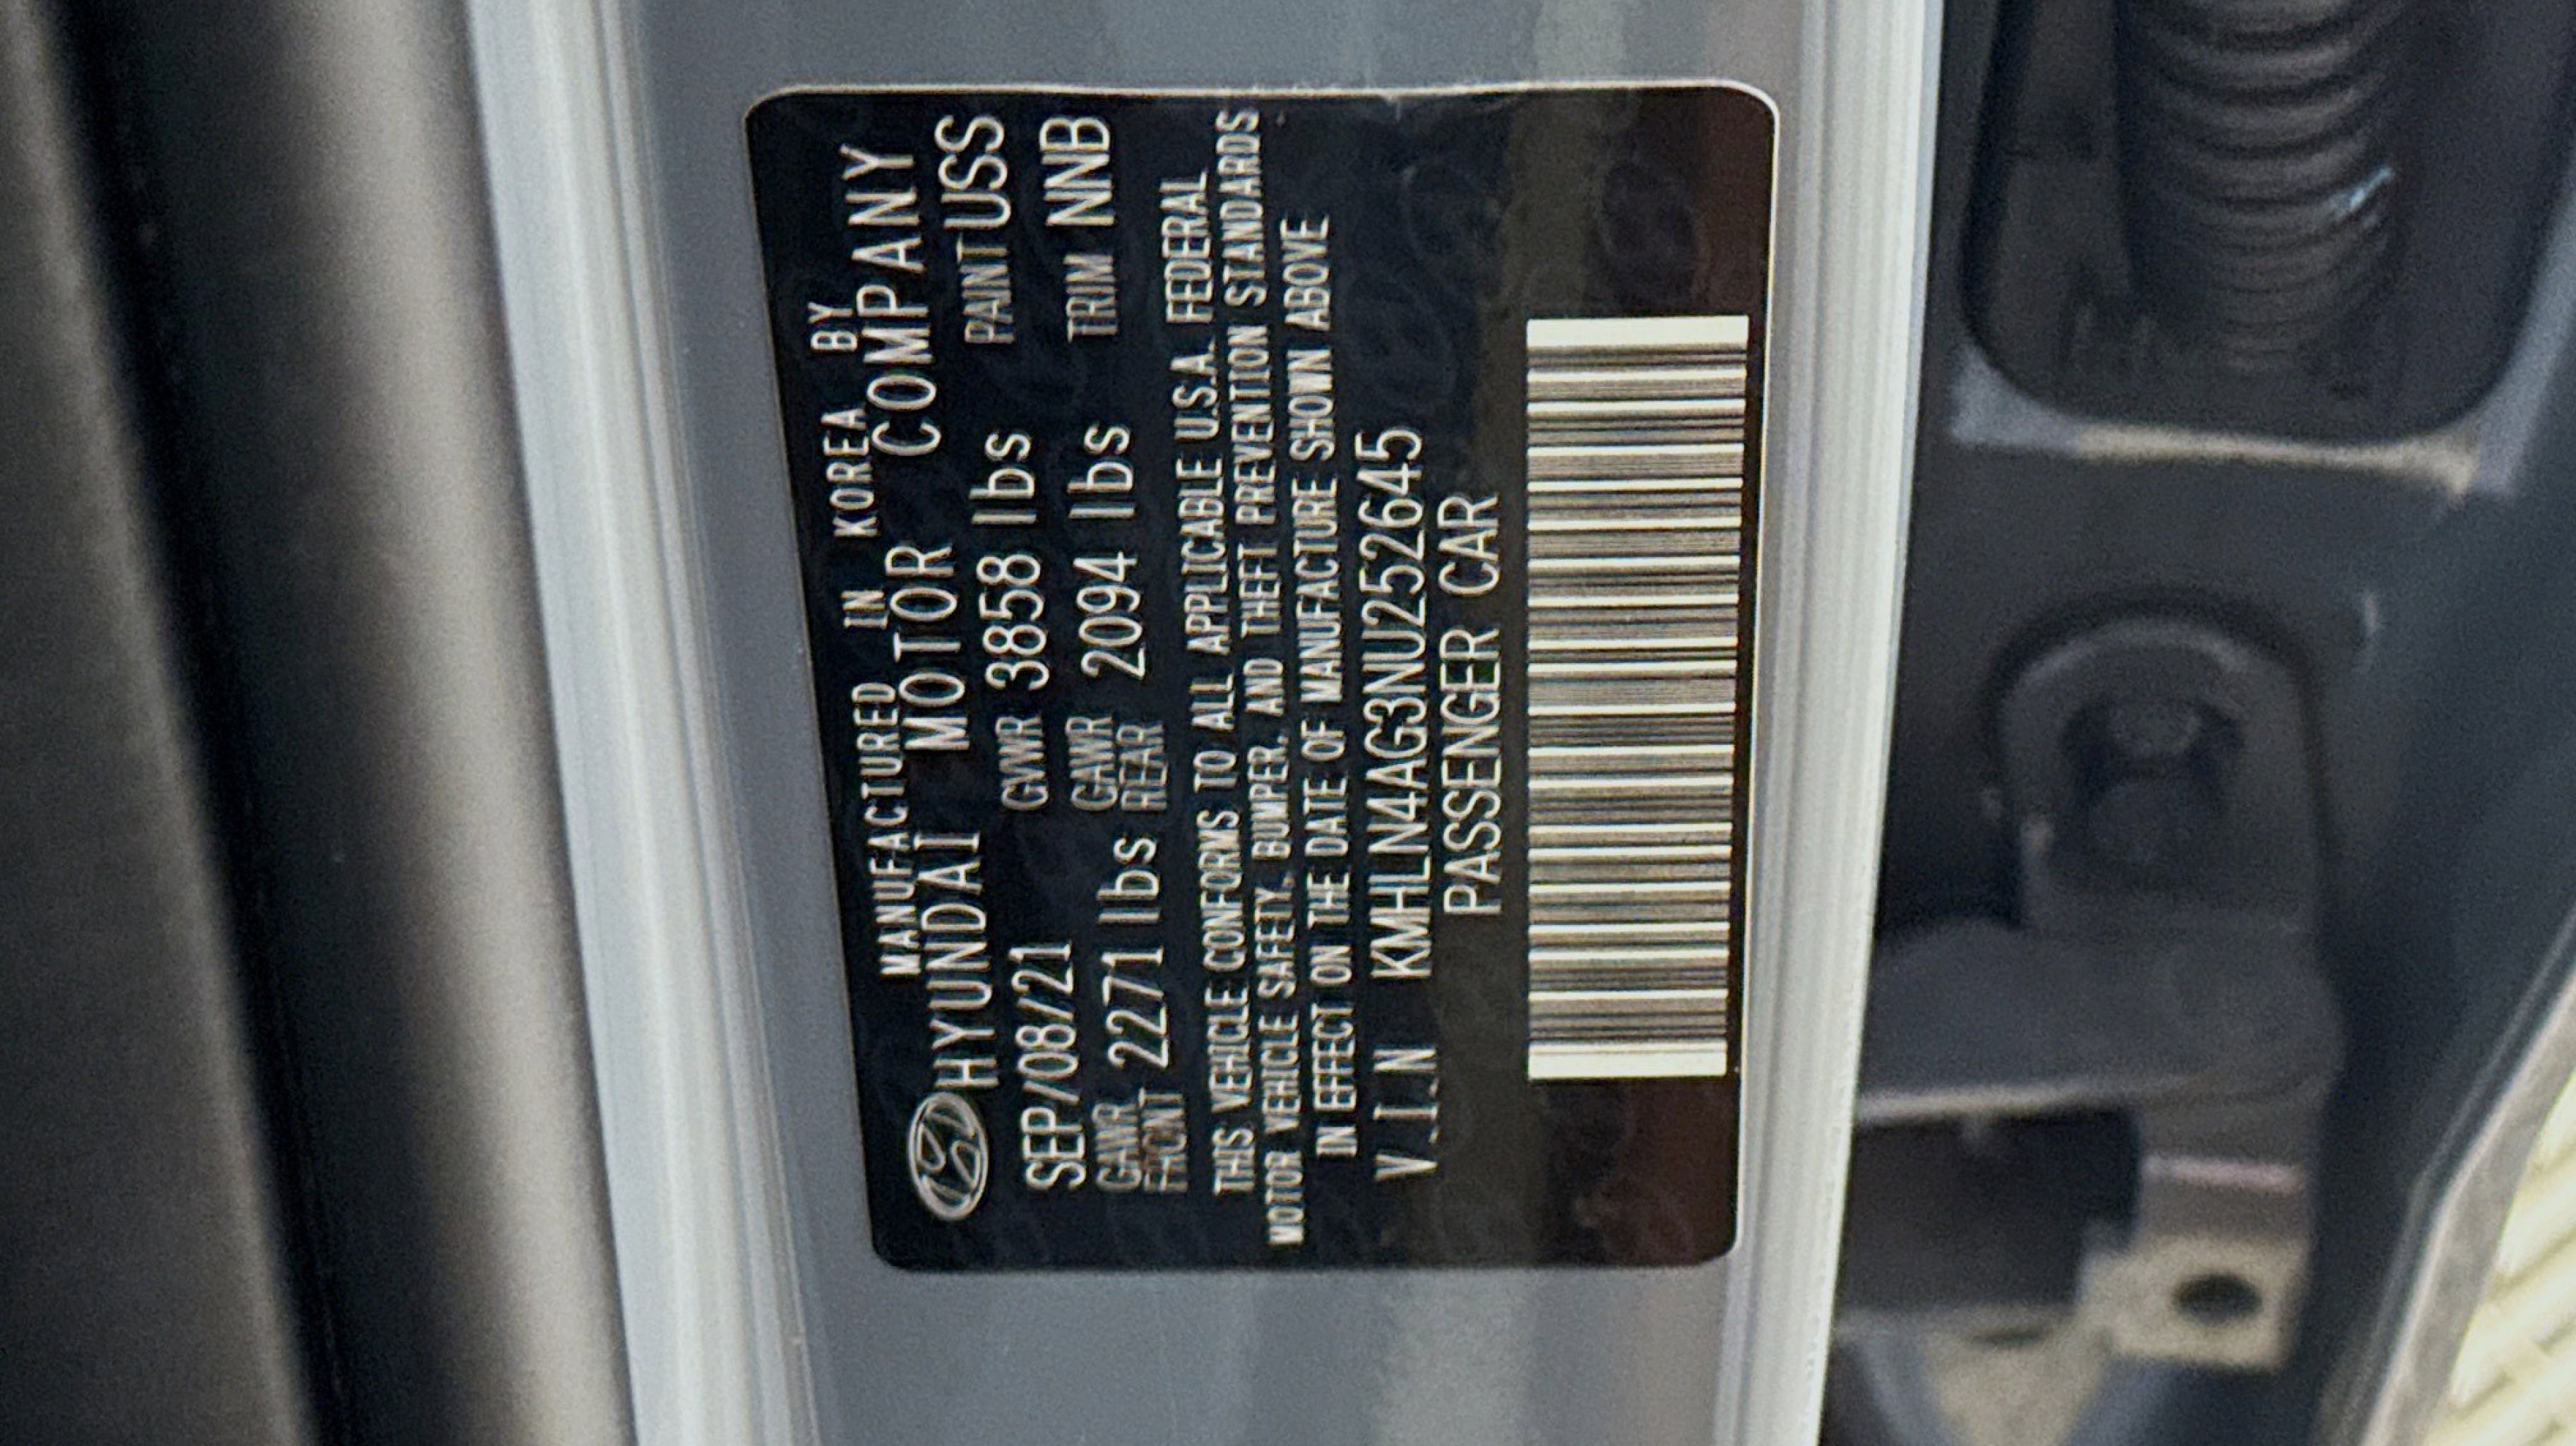 MANUFACTURED IN KOREA BY
HYUNDAI MOTOR COMPANY
SEP/08/21 GVWR 3858 lbs PAINT USS
GAWR FRONT 2271 lbs GAWR REAR 2094 lbs TRIM NNB
THIS VEHICLE CONFORMS TO ALL APPLICABLE U.S.A. FEDERAL
MOTOR VEHICLE SAFETY, BUMPER, AND THEFT PREVENTION STANDARDS
IN EFFECT ON THE DATE OF MANUFACTURE SHOWN ABOVE
V.I.N KMHLN4AG3NU252645
PASSENGER CAR